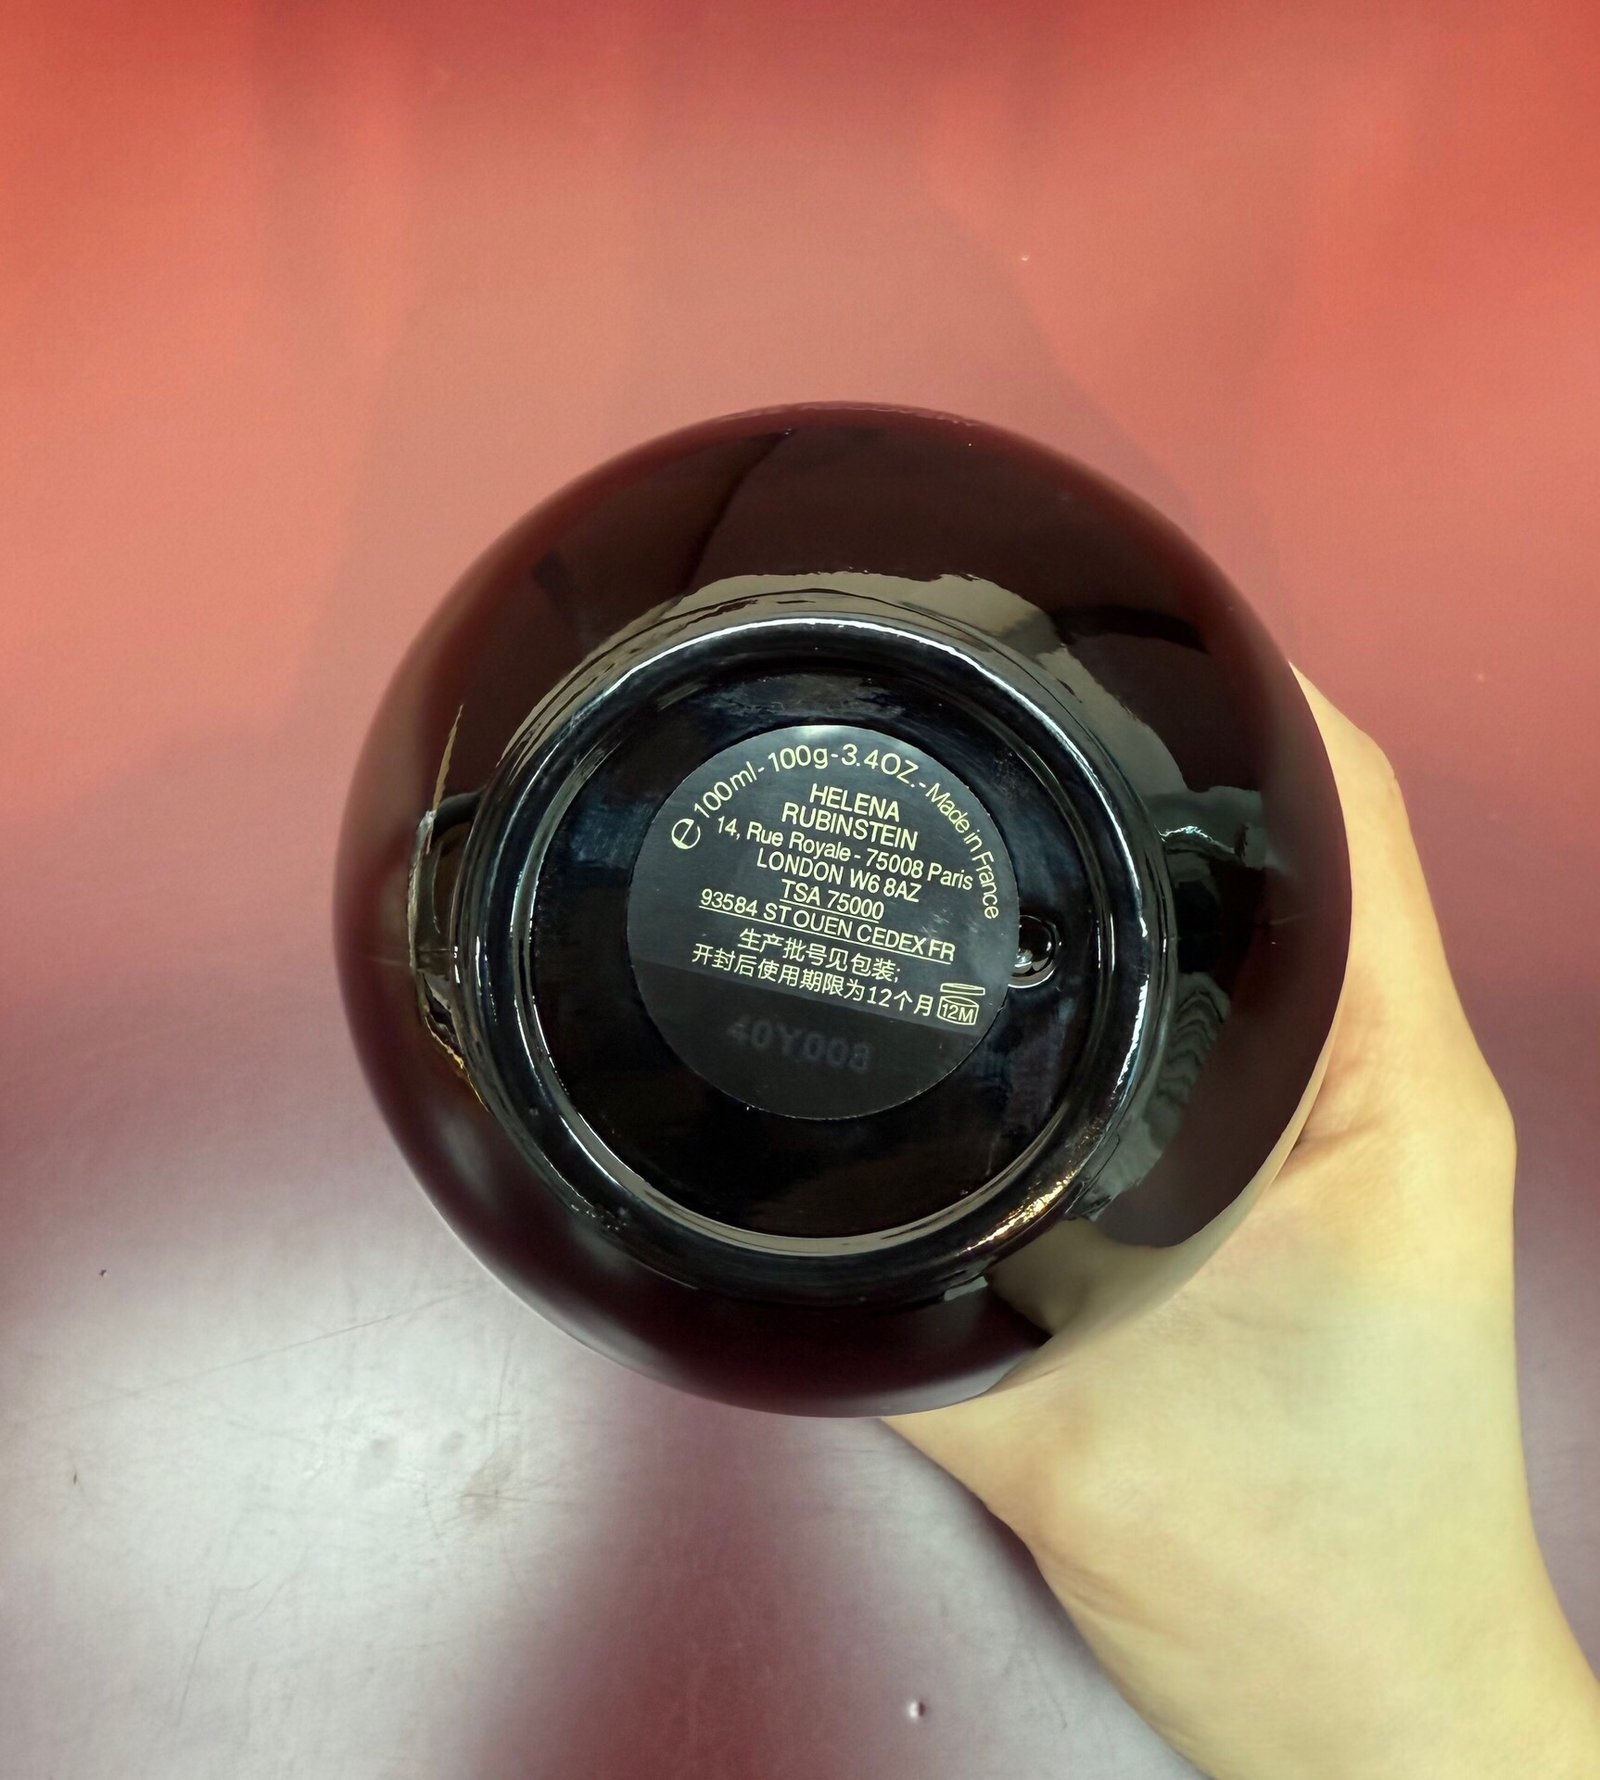 ℮ 100ml-100g-3.4OZ.-Made in France
HELENA
RUBINSTEIN
14, Rue Royale - 75008 Paris
LONDON W6 8AZ
TSA 75000
93584 ST OUEN CEDEX FR
生产批号见包装;
开封后使用期限为12个月 12M